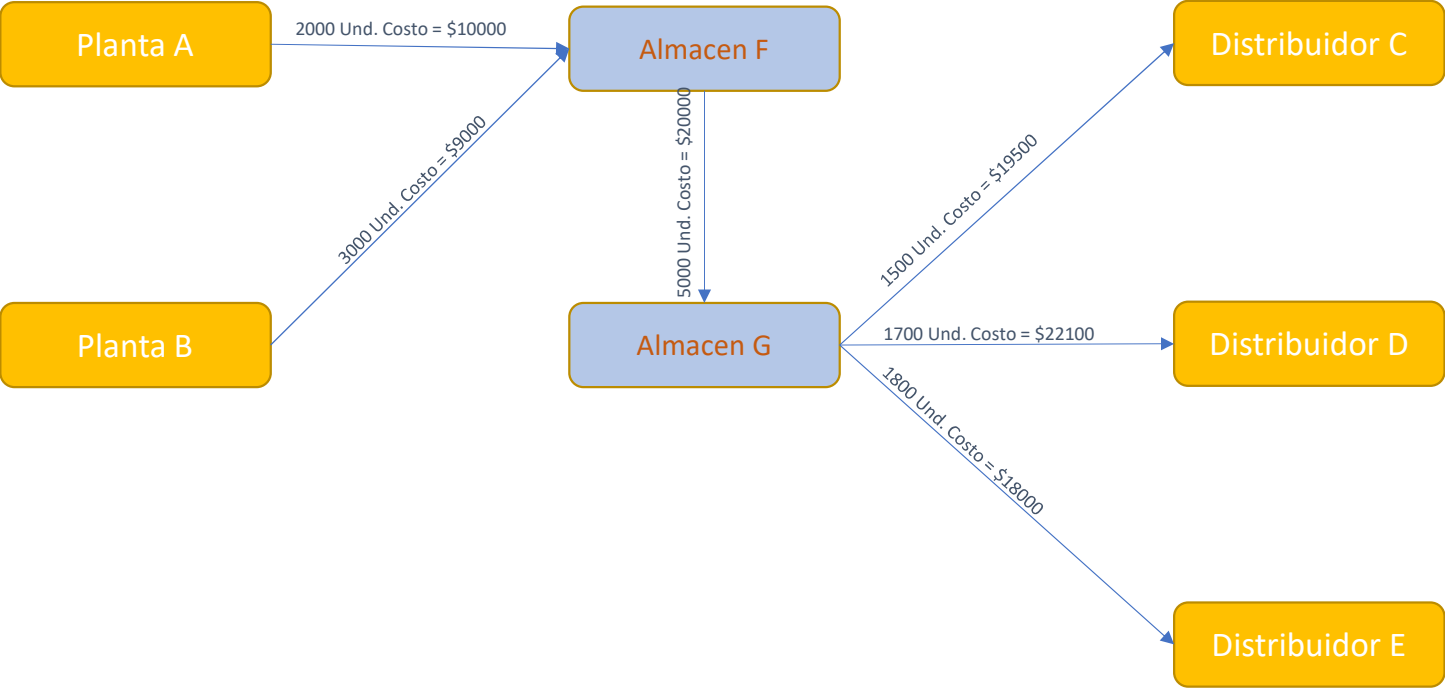 Planta A
2000 Und. Costo = $10000
Almacen F
Distribuidor C
3000 Und. Costo = $9000
5000 Und. Costo = $20000
1500 Und. Costo = $19500
Planta B
Almacen G
1700 Und. Costo = $22100
Distribuidor D
1800 Und. Costo = $18000
Distribuidor E